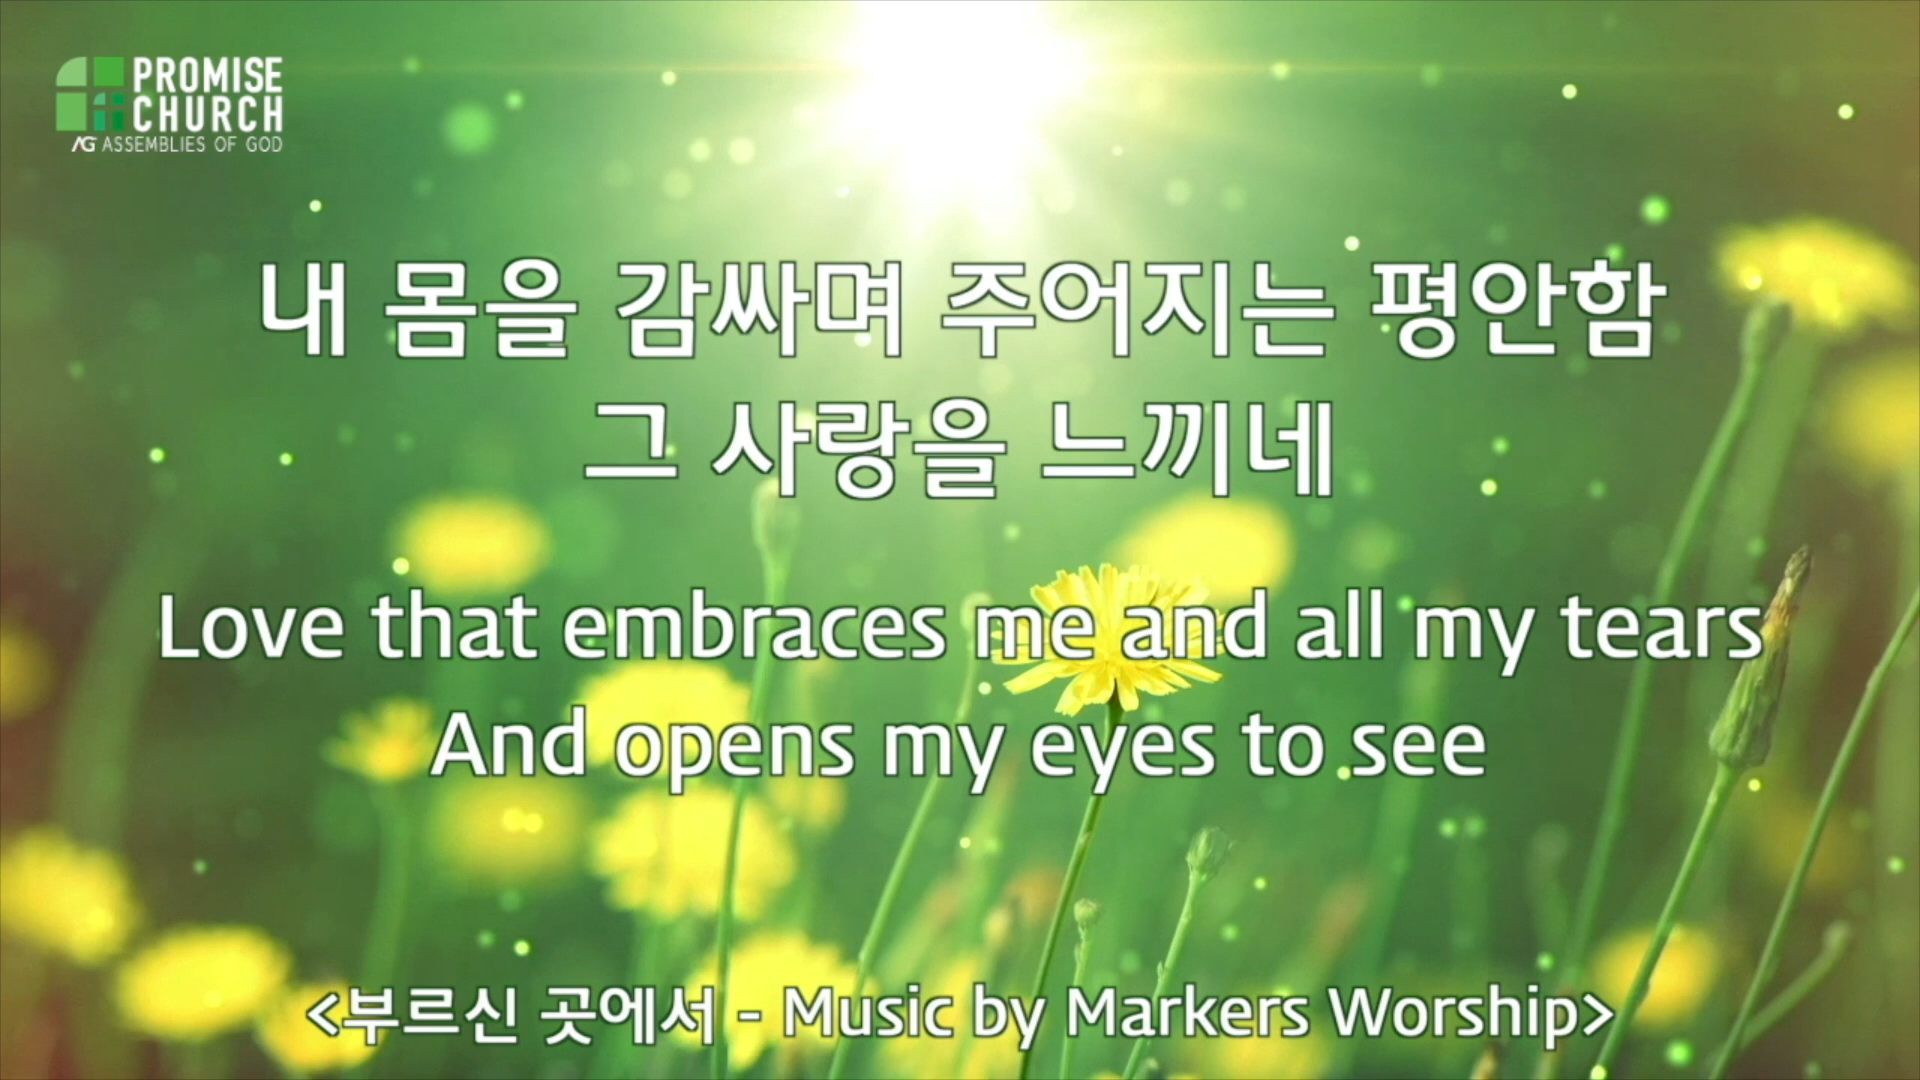 PROMISE
CHURCH
AG ASSEMBLIES OF GOD
내 몸을 감싸며 주어지는 평안함
그 사랑을 느끼네
Love that embraces me and all my tears
And opens my eyes to see
<부르신 곳에서 - Music by Markers Worship>